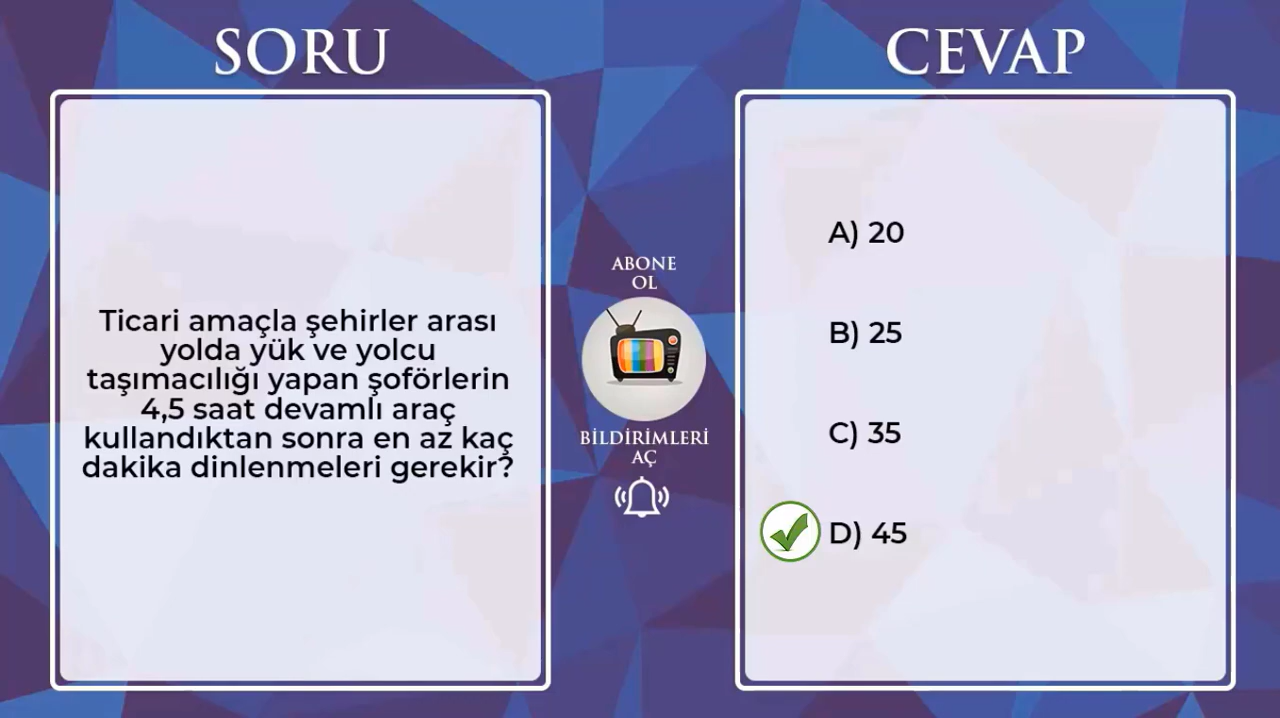 SORU
Ticari amaçla şehirler arası
yolda yük ve yolcu
taşımacılığı yapan şoförlerin
4,5 saat devamlı araç
kullandıktan sonra en az kaç
dakika dinlenmeleri gerekir?
ABONE
OL
BİLDİRİMLERİ
AÇ
CEVAP
A) 20
B) 25
C) 35
D) 45